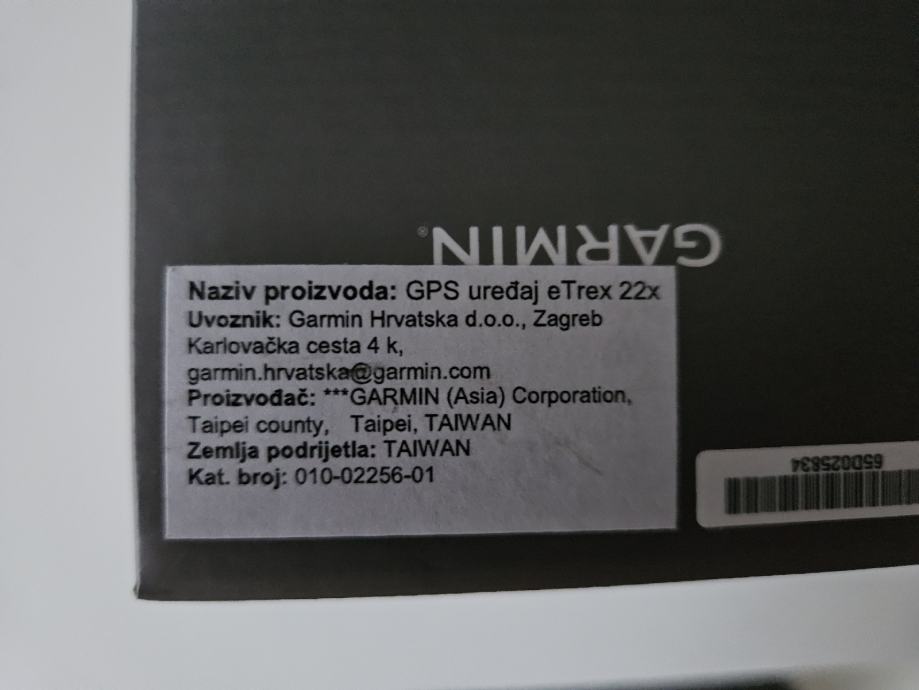 GARMIN®
Naziv proizvoda: GPS uređaj eTrex 22x
Uvoznik: Garmin Hrvatska d.o.o., Zagreb
Karlovačka cesta 4 k,
garmin.hrvatska@garmin.com
Proizvođač: ***GARMIN (Asia) Corporation,
Taipei county, Taipei, TAIWAN
Zemlja podrijetla: TAIWAN
Kat. broj: 010-02256-01
65D025834